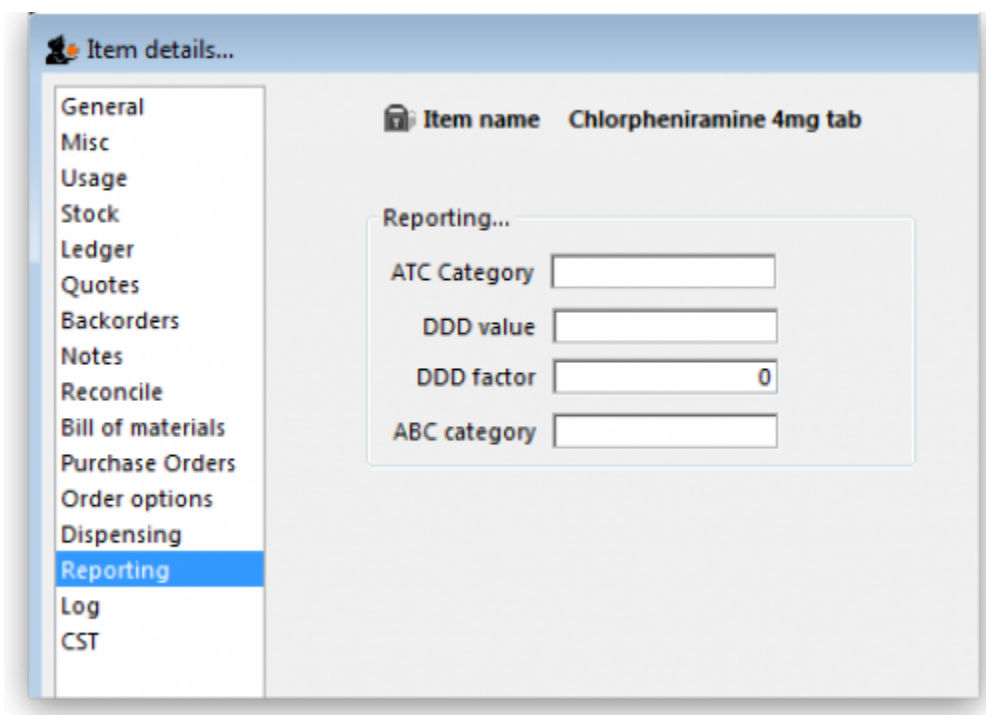 Item details...
General
Misc
Usage
Stock
Ledger
Quotes
Backorders
Notes
Reconcile
Bill of materials
Purchase Orders
Order options
Dispensing
Reporting
Log
CST
Item name Chlorpheniramine 4mg tab
Reporting...
ATC Category
DDD value
DDD factor 0
ABC category